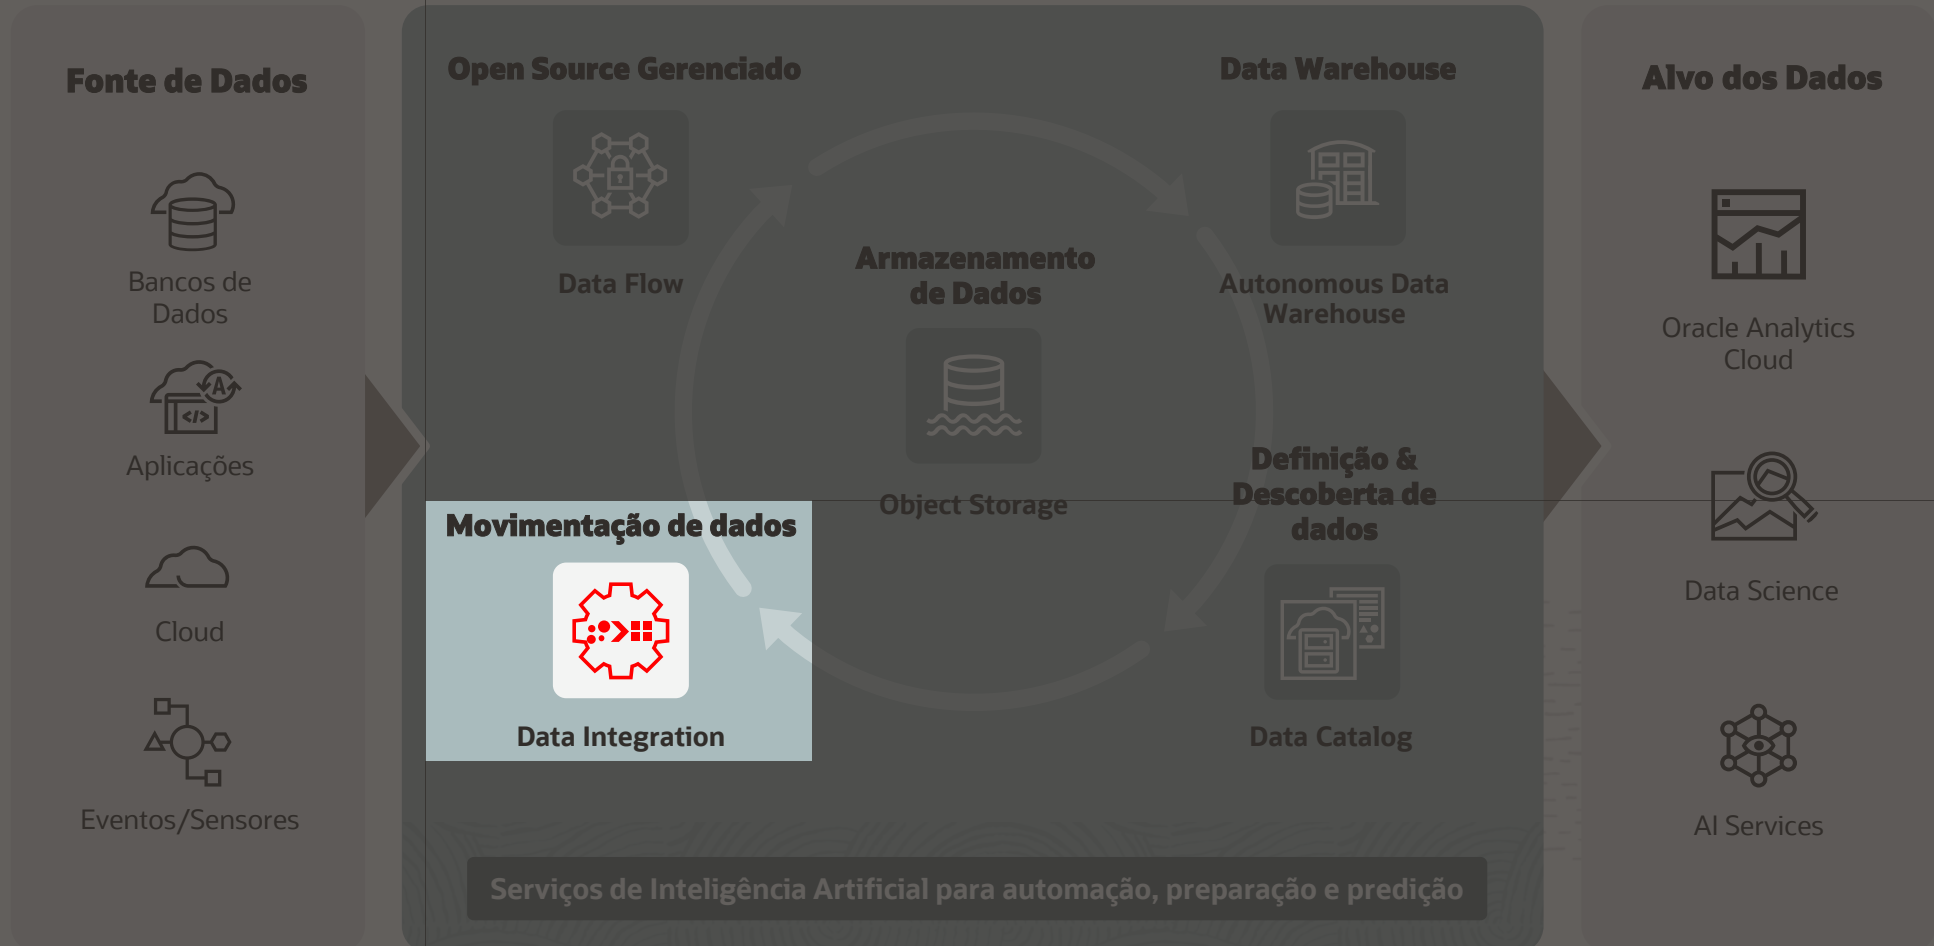 Fonte de Dados
Bancos de
Dados
Aplicações
Cloud
Eventos/Sensores
Open Source Gerenciado
Data Flow
Data Warehouse
Autonomous Data
Warehouse
Armazenamento
de Dados
Object Storage
Movimentação de dados
Data Integration
Definição &
Descoberta de
dados
Data Catalog
Serviços de Inteligência Artificial para automação, preparação e predição
Alvo dos Dados
Oracle Analytics
Cloud
Data Science
AI Services